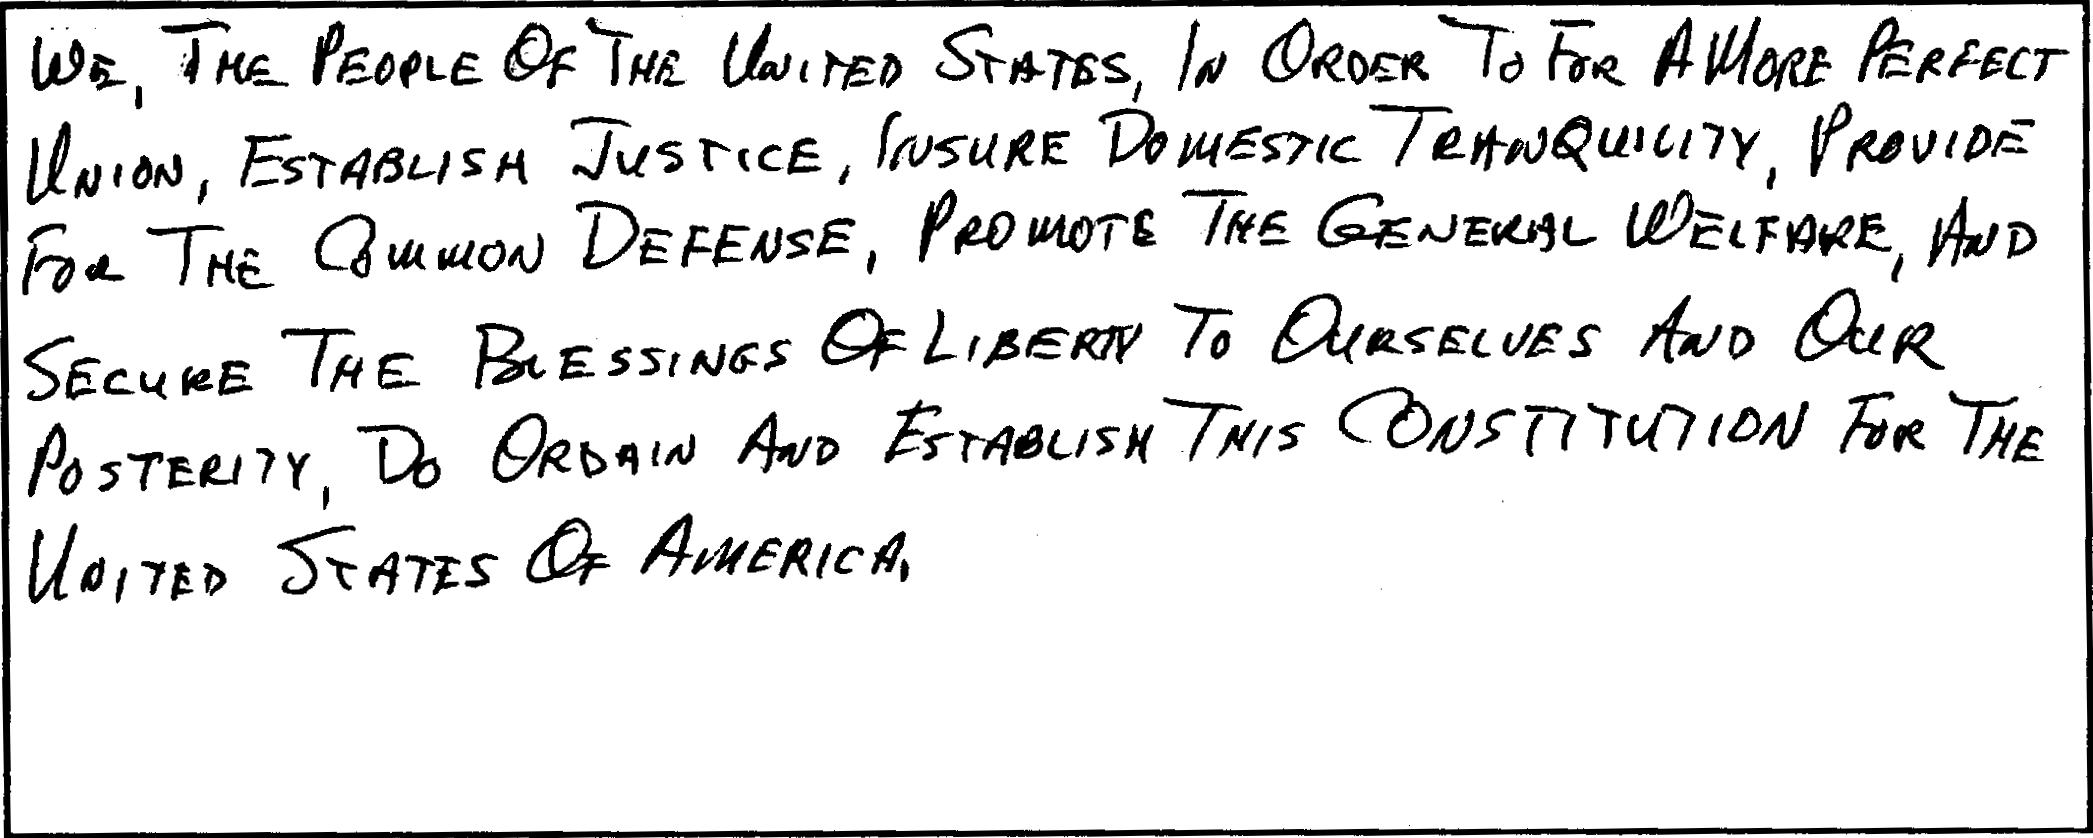 WE, THE PEOPLE OF THE UNITED STATES, IN ORDER TO FOR A MORE PERFECT
UNION, ESTABLISH JUSTICE, INSURE DOMESTIC TRANQUILITY, PROVIDE
FOR THE COMMON DEFENSE, PROMOTE THE GENERAL WELFARE, AND
SECURE THE BLESSINGS OF LIBERTY TO OURSELVES AND OUR
POSTERITY, DO ORDAIN AND ESTABLISH THIS CONSTITUTION FOR THE
UNITED STATES OF AMERICA.